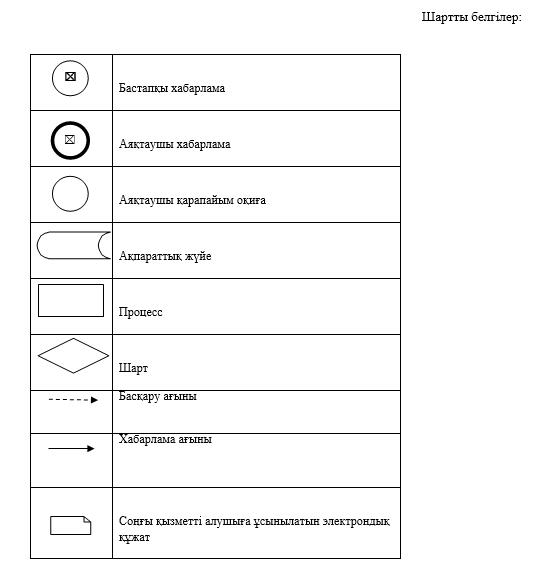 Шартты белгілер:
Бастапқы хабарлама
Аяқтаушы хабарлама
Аяқтаушы қарапайым оқиға
Ақпараттық жүйе
Процесс
Шарт
Басқару ағыны
Хабарлама ағыны
Соңғы қызметті алушыға ұсынылатын электрондық
құжат